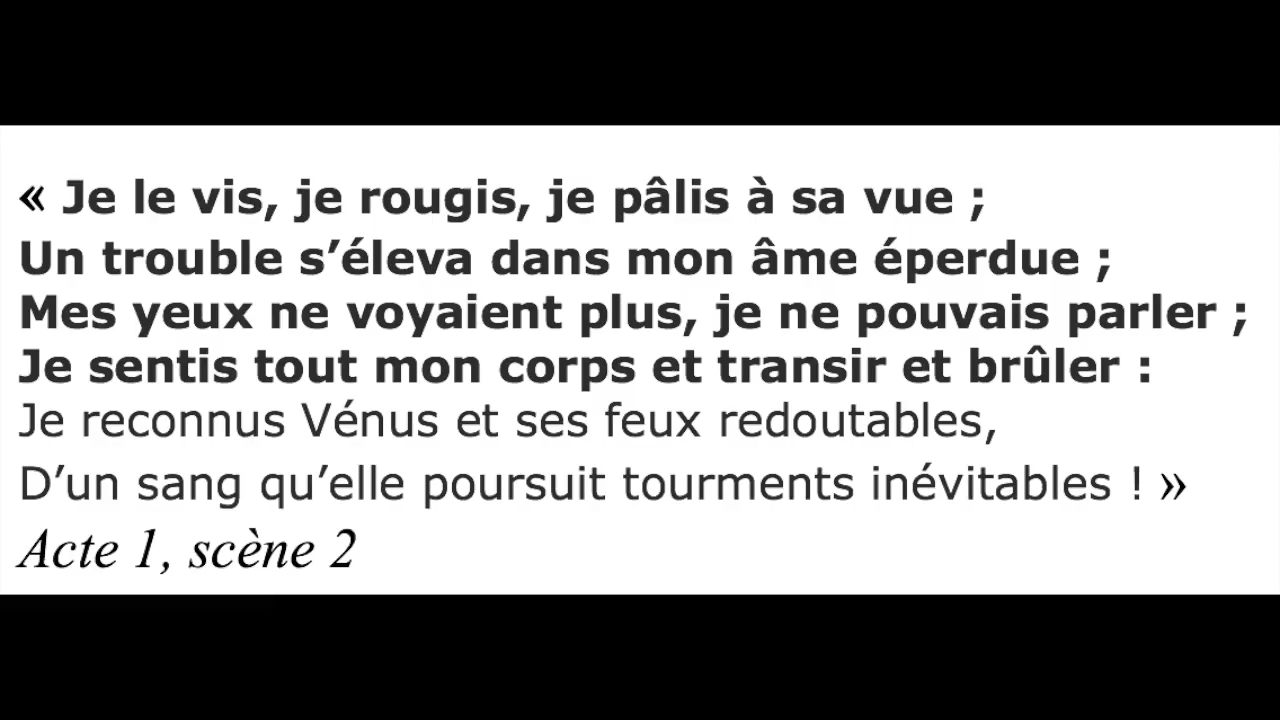 « Je le vis, je rougis, je pâlis à sa vue ;
Un trouble s’éleva dans mon âme éperdue ;
Mes yeux ne voyaient plus, je ne pouvais parler ;
Je sentis tout mon corps et transir et brûler :
Je reconnus Vénus et ses feux redoutables,
D’un sang qu’elle poursuit tourments inévitables ! »
Acte 1, scène 2